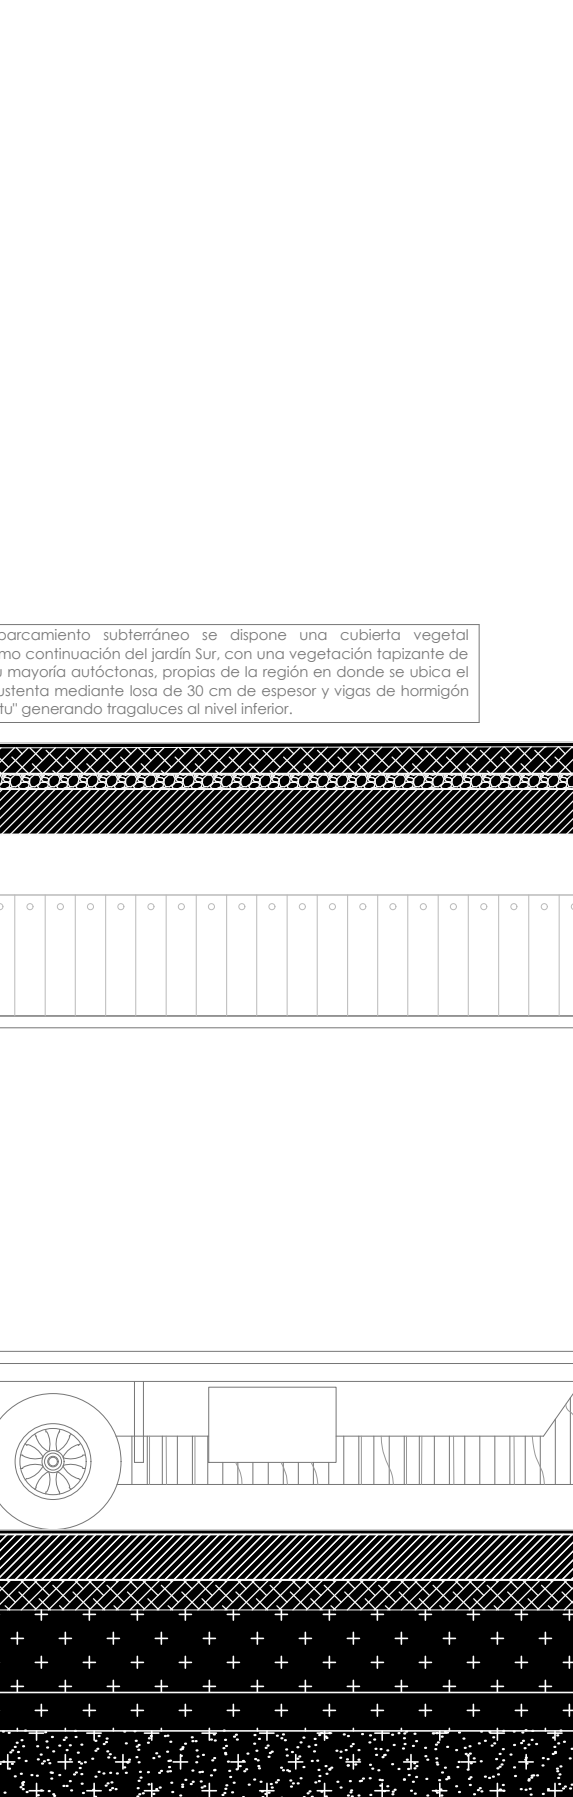 parcamiento subterráneo se dispone una cubierta vegetal
mo continuación del jardín Sur, con una vegetación tapizante de
u mayoría autóctonas, propias de la región en donde se ubica el
ustenta mediante losa de 30 cm de espesor y vigas de hormigón
tu" generando tragaluces al nivel inferior.